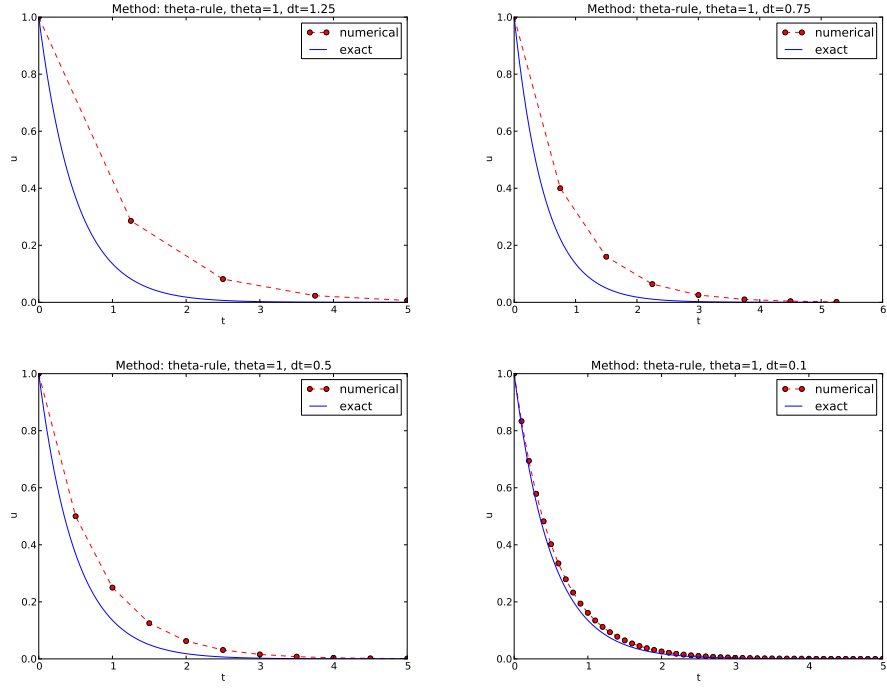 Method: theta-rule, theta=1, dt=1.25
numerical
exact
1.0
0.8
0.6
0.4
0.2
0.0
u
0 1 2 3 4 5
t
Method: theta-rule, theta=1, dt=0.75
numerical
exact
1.0
0.8
0.6
0.4
0.2
0.0
u
0 1 2 3 4 5 6
t
Method: theta-rule, theta=1, dt=0.5
numerical
exact
1.0
0.8
0.6
0.4
0.2
0.0
u
0 1 2 3 4 5
t
Method: theta-rule, theta=1, dt=0.1
numerical
exact
1.0
0.8
0.6
0.4
0.2
0.0
u
0 1 2 3 4 5
t